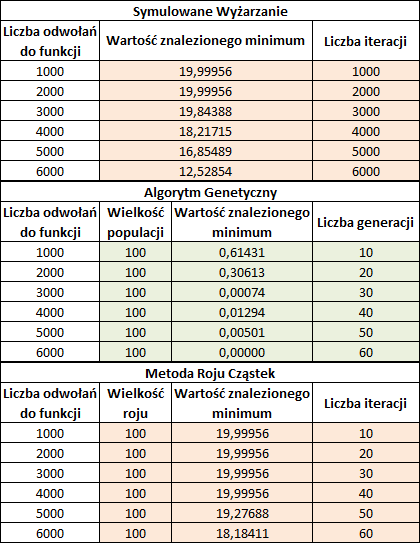 Symulowane Wyżarzanie
Liczba odwołań do funkcji Wartość znalezionego minimum Liczba iteracji
1000 19,99956 1000
2000 19,99956 2000
3000 19,84388 3000
4000 18,21715 4000
5000 16,85489 5000
6000 12,52854 6000
Algorytm Genetyczny
Liczba odwołań do funkcji Wielkość populacji Wartość znalezionego minimum Liczba generacji
1000 100 0,61431 10
2000 100 0,30613 20
3000 100 0,00074 30
4000 100 0,01294 40
5000 100 0,00501 50
6000 100 0,00000 60
Metoda Roju Cząstek
Liczba odwołań do funkcji Wielkość roju Wartość znalezionego minimum Liczba iteracji
1000 100 19,99956 10
2000 100 19,99956 20
3000 100 19,99956 30
4000 100 19,99956 40
5000 100 19,27688 50
6000 100 18,18411 60